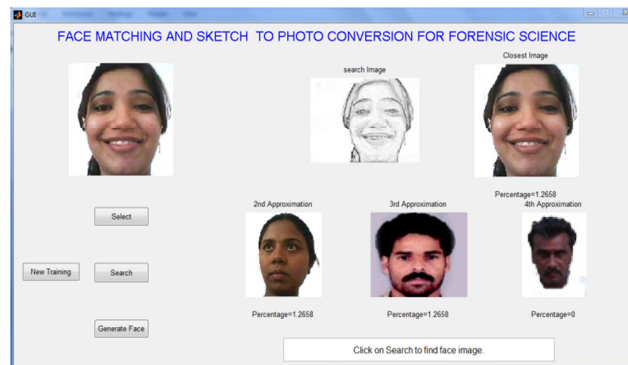 GUI
FACE MATCHING AND SKETCH TO PHOTO CONVERSION FOR FORENSIC SCIENCE
Closest Image
search Image
Percentage=1.2658
2nd Approximation
3rd Approximation
4th Approximation
Select
New Training
Search
Percentage=1.2658
Percentage=1.2658
Percentage=0
Generate Face
Click on Search to find face image.